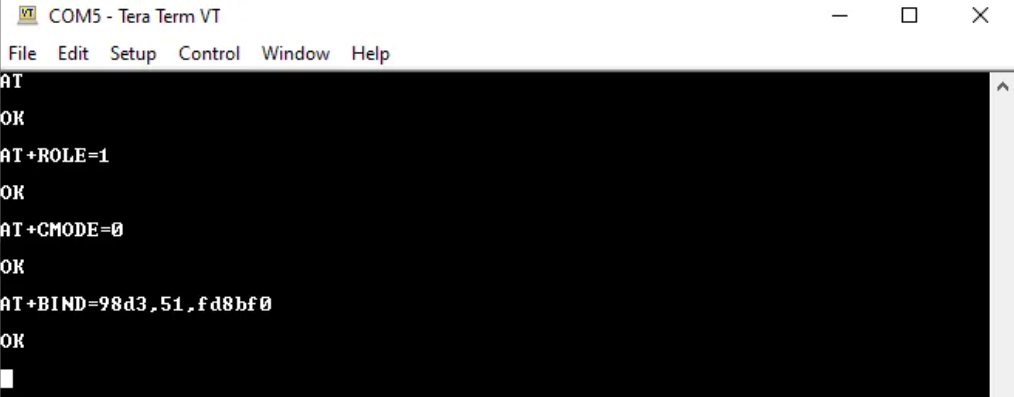 COM5 - Tera Term VT
File Edit Setup Control Window Help
AT
OK
AT+ROLE=1
OK
AT+CMODE=0
OK
AT+BIND=98d3,51,fd8bf0
OK